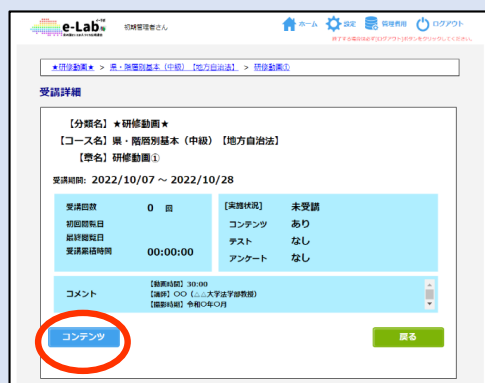 e-Lab 初期管理者さん ホーム 設定 管理者用 ログアウト
終了する場合は必ず[ログアウト]ボタンをクリックしてください。
★研修動画★ > 県・階層別基本(中級)【地方自治法】 > 研修動画①
受講詳細
【分類名】★研修動画★
【コース名】県・階層別基本(中級)【地方自治法】
【章名】研修動画①
受講期間: 2022/10/07 ~ 2022/10/28
受講回数 0 回 [実施状況] 未受講
初回閲覧日 コンテンツ あり
最終閲覧日 テスト なし
受講累積時間 00:00:00 アンケート なし
コメント
【動画時間】30:00
【講師】○○(△△大学法学部教授)
【撮影時期】令和○年○月
コンテンツ 戻る